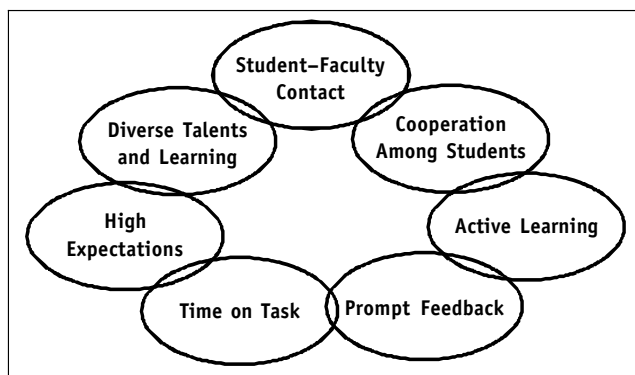 Student–Faculty
Contact
Cooperation
Among Students
Active Learning
Prompt Feedback
Time on Task
High
Expectations
Diverse Talents
and Learning